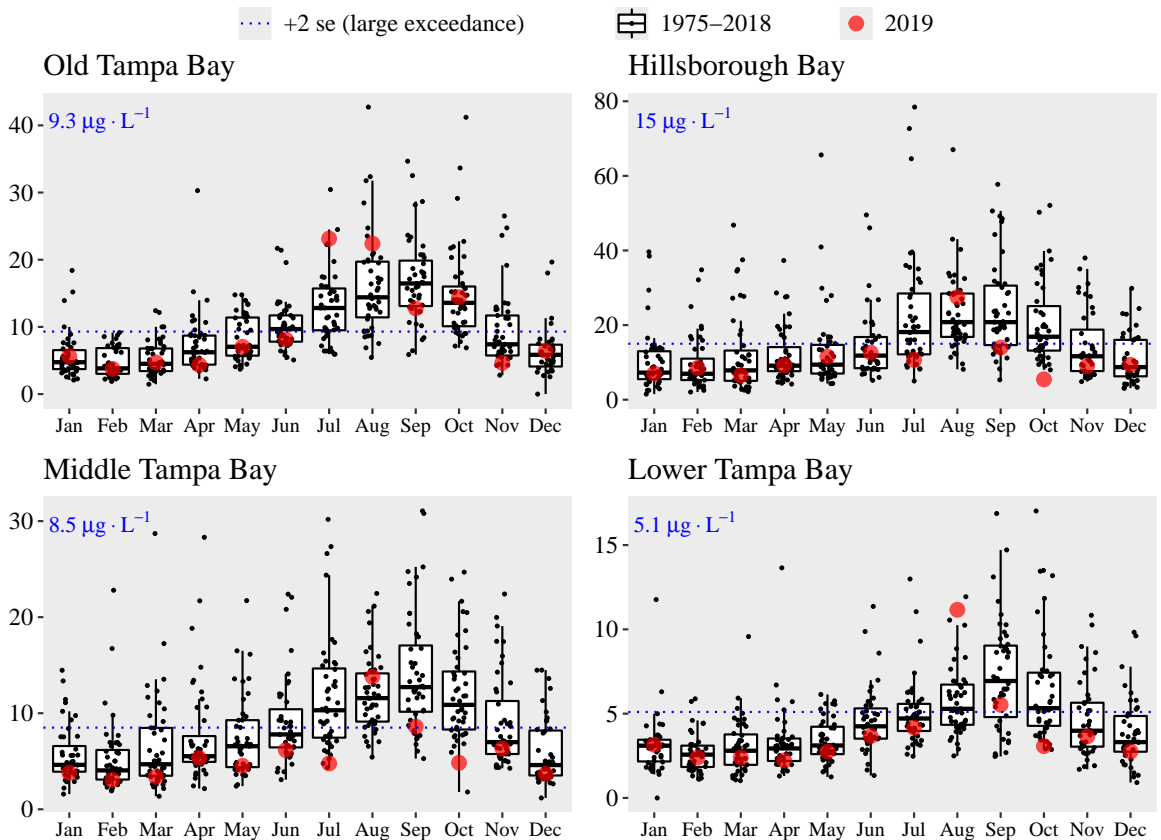 +2 se (large exceedance) 1975–2018 2019
Old Tampa Bay
9.3 μg · L⁻¹
40
30
20
10
0
Jan Feb Mar Apr May Jun Jul Aug Sep Oct Nov Dec
Hillsborough Bay
15 μg · L⁻¹
80
60
40
20
0
Jan Feb Mar Apr May Jun Jul Aug Sep Oct Nov Dec
Middle Tampa Bay
8.5 μg · L⁻¹
30
20
10
0
Jan Feb Mar Apr May Jun Jul Aug Sep Oct Nov Dec
Lower Tampa Bay
5.1 μg · L⁻¹
15
10
5
0
Jan Feb Mar Apr May Jun Jul Aug Sep Oct Nov Dec